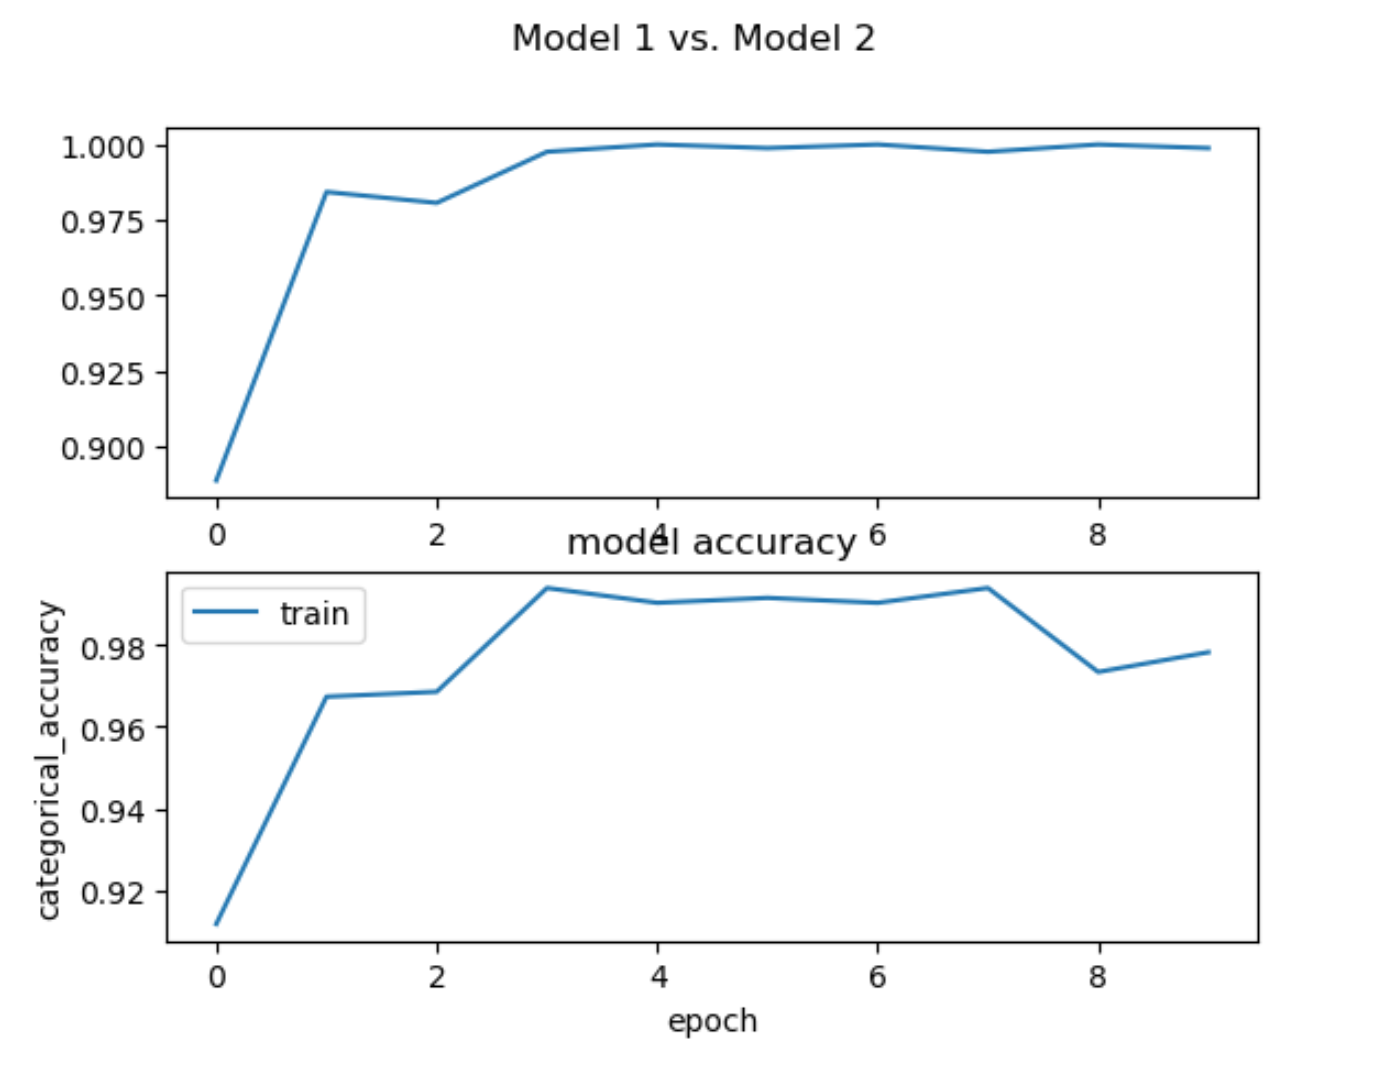 Model 1 vs. Model 2
1.000
0.975
0.950
0.925
0.900
0 2 4 6 8
model accuracy
train
categorical_accuracy
0.98
0.96
0.94
0.92
0 2 4 6 8
epoch